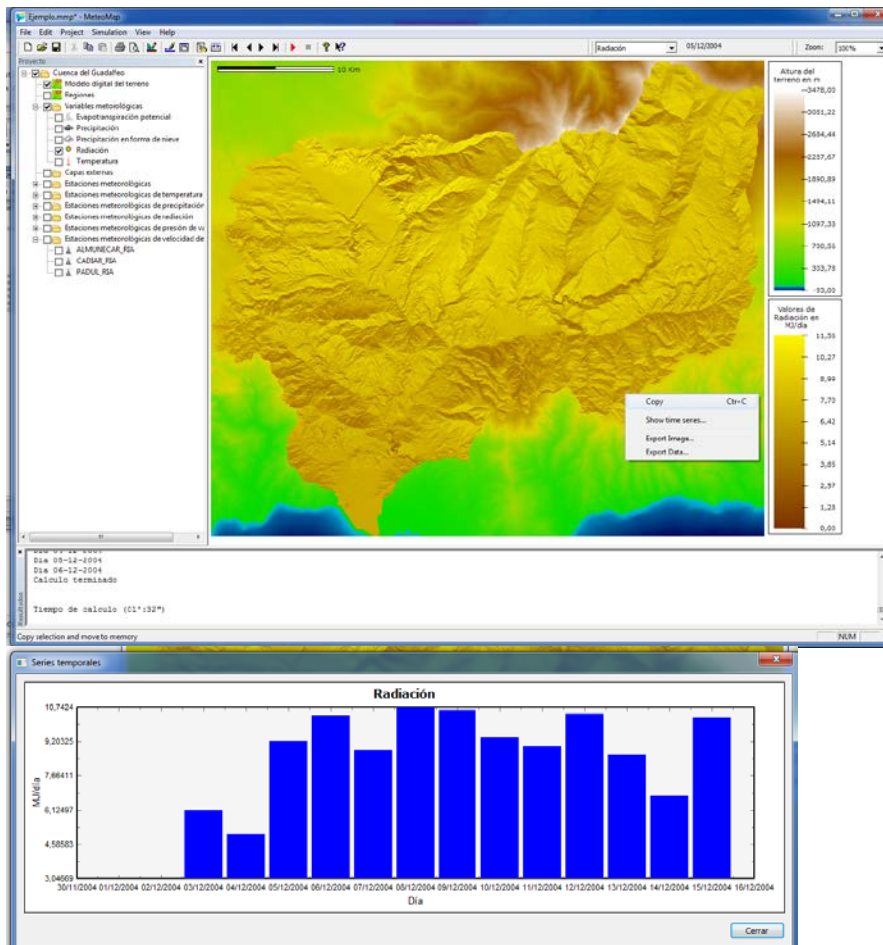 Ejemplo.mmp* - MeteoMap
File Edit Project Simulation View Help
Radiación 05/12/2004 Zoom: 100%
Proyecto
Cuenca del Guadalfeo
Modelo digital del terreno
Regiones
Variables metorológicas
Evapotranspiración potencial
Precipitación
Precipitación en forma de nieve
Radiación
Temperatura
Capas externas
Estaciones meteorológicas
Estaciones meteorológicas de temperatura
Estaciones meteorológicas de precipitación
Estaciones meteorológicas de radiación
Estaciones meteorológicas de presión de va
Estaciones meteorológicas de velocidad de
ALMUNECAR_RIA
CADIAR_RIA
PADUL_RIA
10 Km
Altura del
terreno en m
3478,00
3081,22
2684,44
2287,67
1890,89
1494,11
1097,33
700,56
303,78
-93,00
Valores de
Radiación en
MJ/día
11,56
10,27
8,99
7,70
6,42
5,14
3,85
2,57
1,28
0,00
Copy Ctr+C
Show time seres...
Export Image...
Export Data...
Resultados
Dia 05-12-2004
Dia 06-12-2004
Calculo terminado
Tiempo de calculo (01':32")
Copy selection and move to memory
NUM
Series temporales
Radiación
10,7424
9,20325
7,66411
6,12497
4,58583
3,04669
MJ/día
30/11/2004 01/12/2004 02/12/2004 03/12/2004 04/12/2004 05/12/2004 06/12/2004 07/12/2004 08/12/2004 09/12/2004 10/12/2004 11/12/2004 12/12/2004 13/12/2004 14/12/2004 15/12/2004 16/12/2004
Día
Cerrar